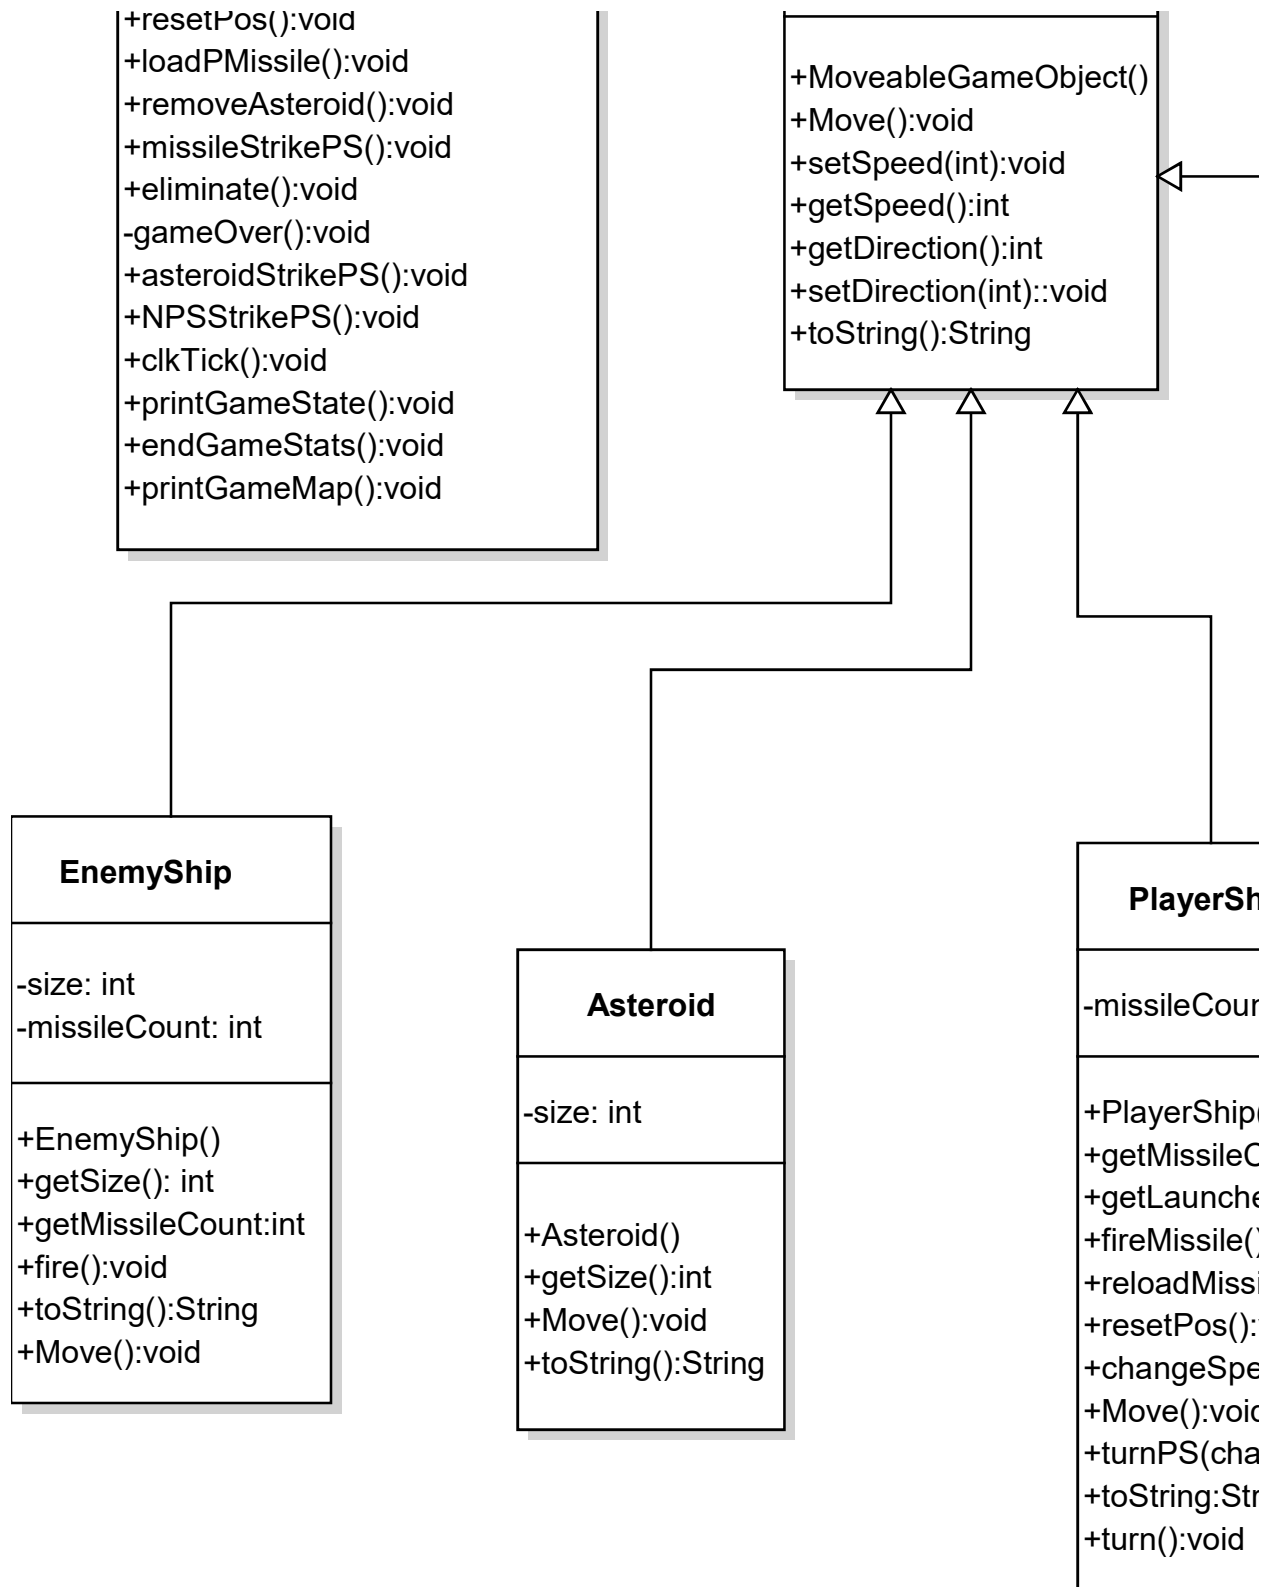 +resetPos():void
+loadPMissile():void
+removeAsteroid():void
+missileStrikePS():void
+eliminate():void
-gameOver():void
+asteroidStrikePS():void
+NPSStrikePS():void
+clkTick():void
+printGameState():void
+endGameStats():void
+printGameMap():void
+MoveableGameObject()
+Move():void
+setSpeed(int):void
+getSpeed():int
+getDirection():int
+setDirection(int)::void
+toString():String
EnemyShip
-size: int
-missileCount: int
+EnemyShip()
+getSize(): int
+getMissileCount:int
+fire():void
+toString():String
+Move():void
Asteroid
-size: int
+Asteroid()
+getSize():int
+Move():void
+toString():String
PlayerSh
-missileCour
+PlayerShip(
+getMissileC
+getLaunche
+fireMissile()
+reloadMissi
+resetPos():
+changeSpe
+Move():voic
+turnPS(cha
+toString:Str
+turn():void